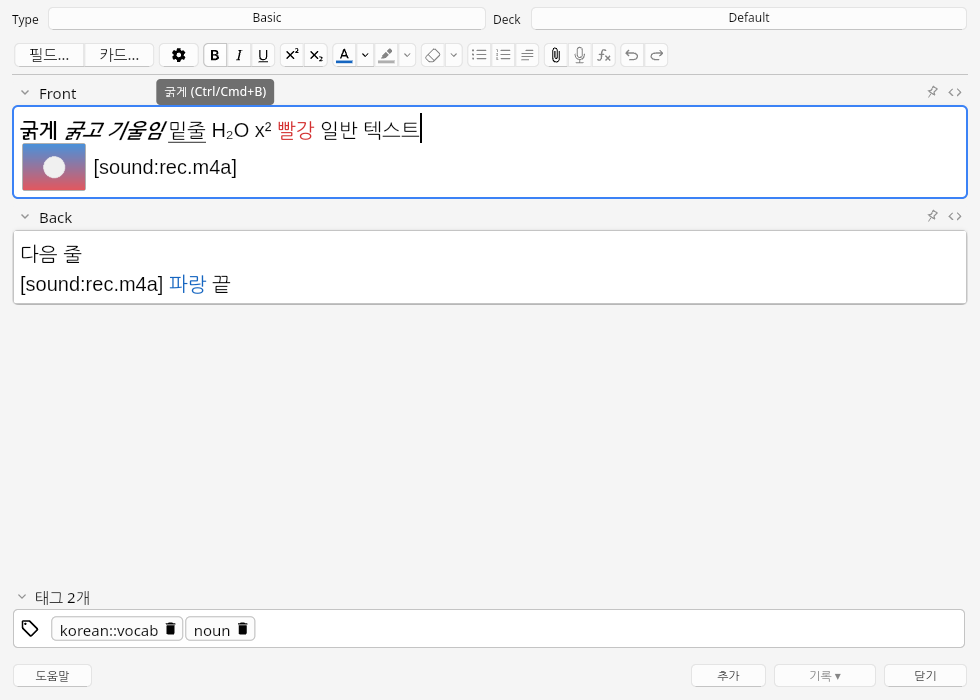 Type Basic Deck Default
필드... 카드... B I U x² x₂ A fx
굵게 (Ctrl/Cmd+B)
Front
굵게 굵고 기울임 밑줄 H₂O x² 빨강 일반 텍스트
[sound:rec.m4a]
Back
다음 줄
[sound:rec.m4a] 파랑 끝
태그 2개
korean::vocab noun
도움말 추가 기록 ▾ 닫기